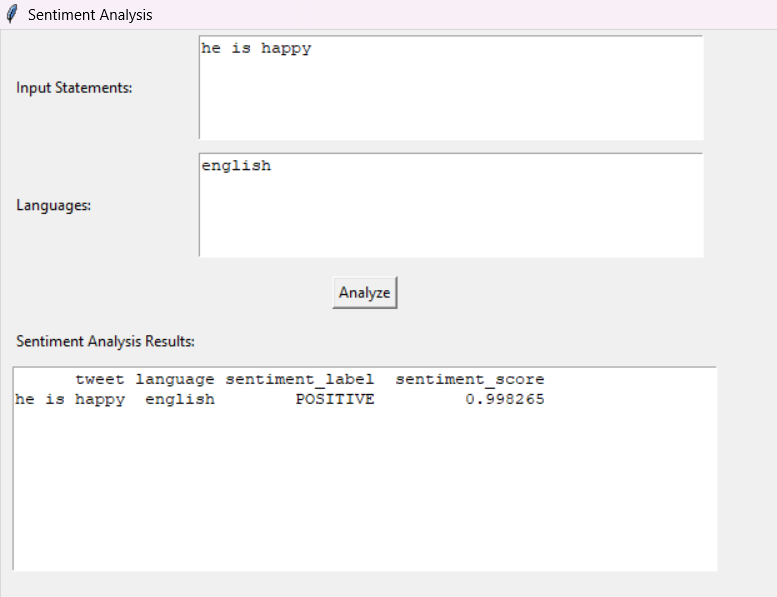 Sentiment Analysis
Input Statements:
he is happy
Languages:
english
Analyze
Sentiment Analysis Results:
tweet language sentiment_label sentiment_score
he is happy english POSITIVE 0.998265